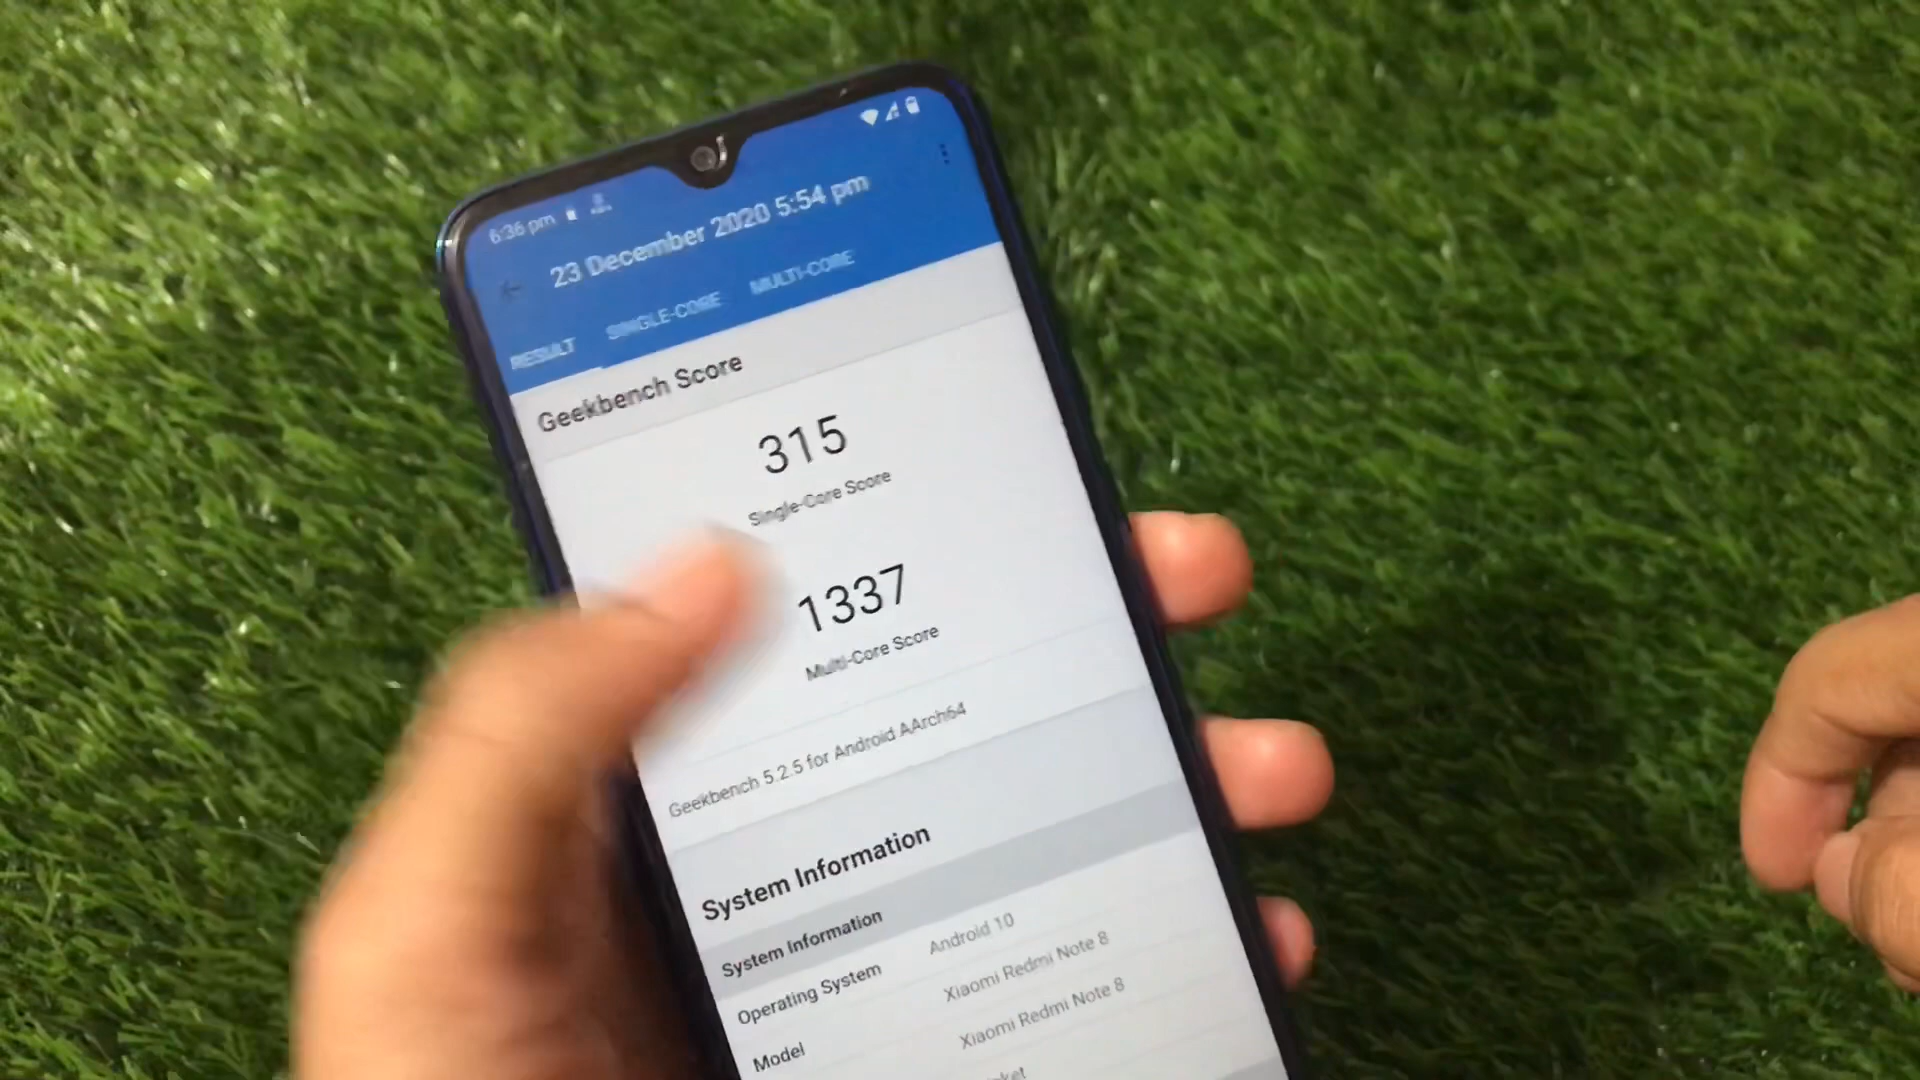 6:36 pm
23 December 2020 5:54 pm
RESULT SINGLE-CORE MULTI-CORE
Geekbench Score
315
Single-Core Score
1337
Multi-Core Score
Geekbench 5.2.5 for Android AArch64
System Information
System Information
Operating System Android 10
Model Xiaomi Redmi Note 8
Xiaomi Redmi Note 8